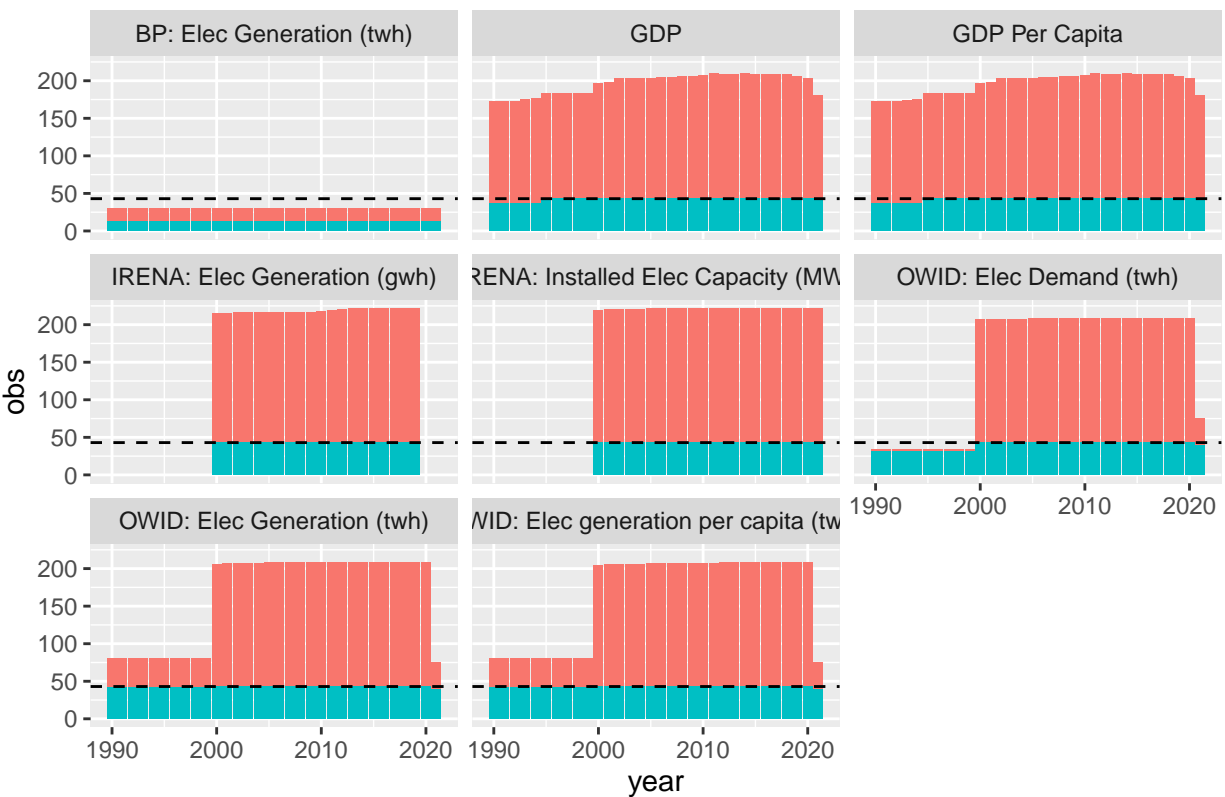 BP: Elec Generation (twh)
GDP
GDP Per Capita
200
150
100
50
0
IRENA: Elec Generation (gwh)
RENA: Installed Elec Capacity (MW
OWID: Elec Demand (twh)
200
150
100
50
0
1990 2000 2010 2020
OWID: Elec Generation (twh)
WID: Elec generation per capita (tw
200
150
100
50
0
1990 2000 2010 2020
1990 2000 2010 2020
obs
year